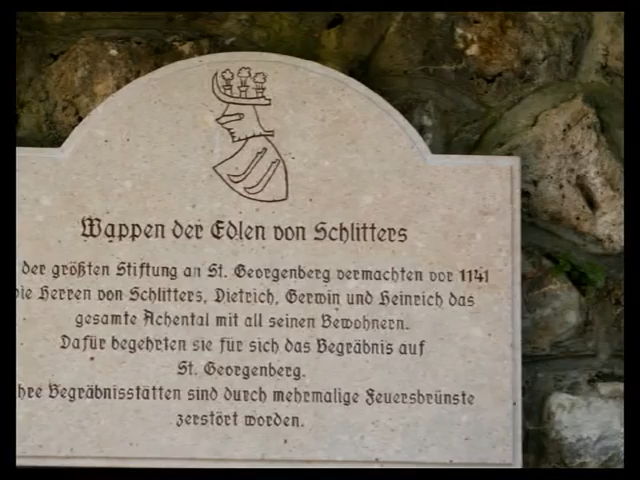 Wappen der Edlen von Schlitters
der größten Stiftung an St. Georgenberg vermachten vor 1141
die Herren von Schlitters, Dietrich, Gerwin und Heinrich das
gesamte Achental mit all seinen Bewohnern.
Dafür begehrten sie für sich das Begräbnis auf
St. Georgenberg.
hre Begräbnisstätten sind durch mehrmalige Feuersbrünste
zerstört worden.